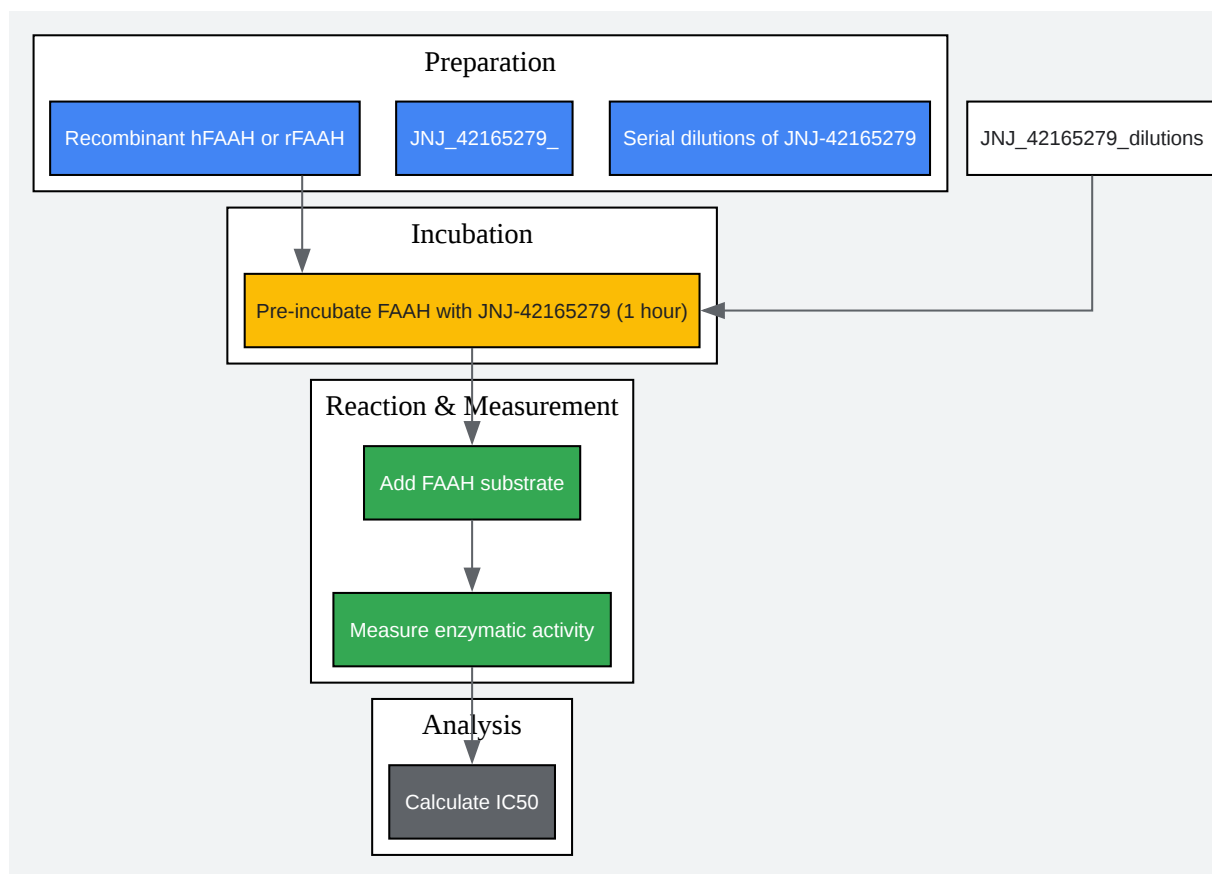 Preparation
Recombinant hFAAH or rFAAH
JNJ_42165279_
Serial dilutions of JNJ-42165279
JNJ_42165279_dilutions
Incubation
Pre-incubate FAAH with JNJ-42165279 (1 hour)
Reaction & Measurement
Add FAAH substrate
Measure enzymatic activity
Analysis
Calculate IC50